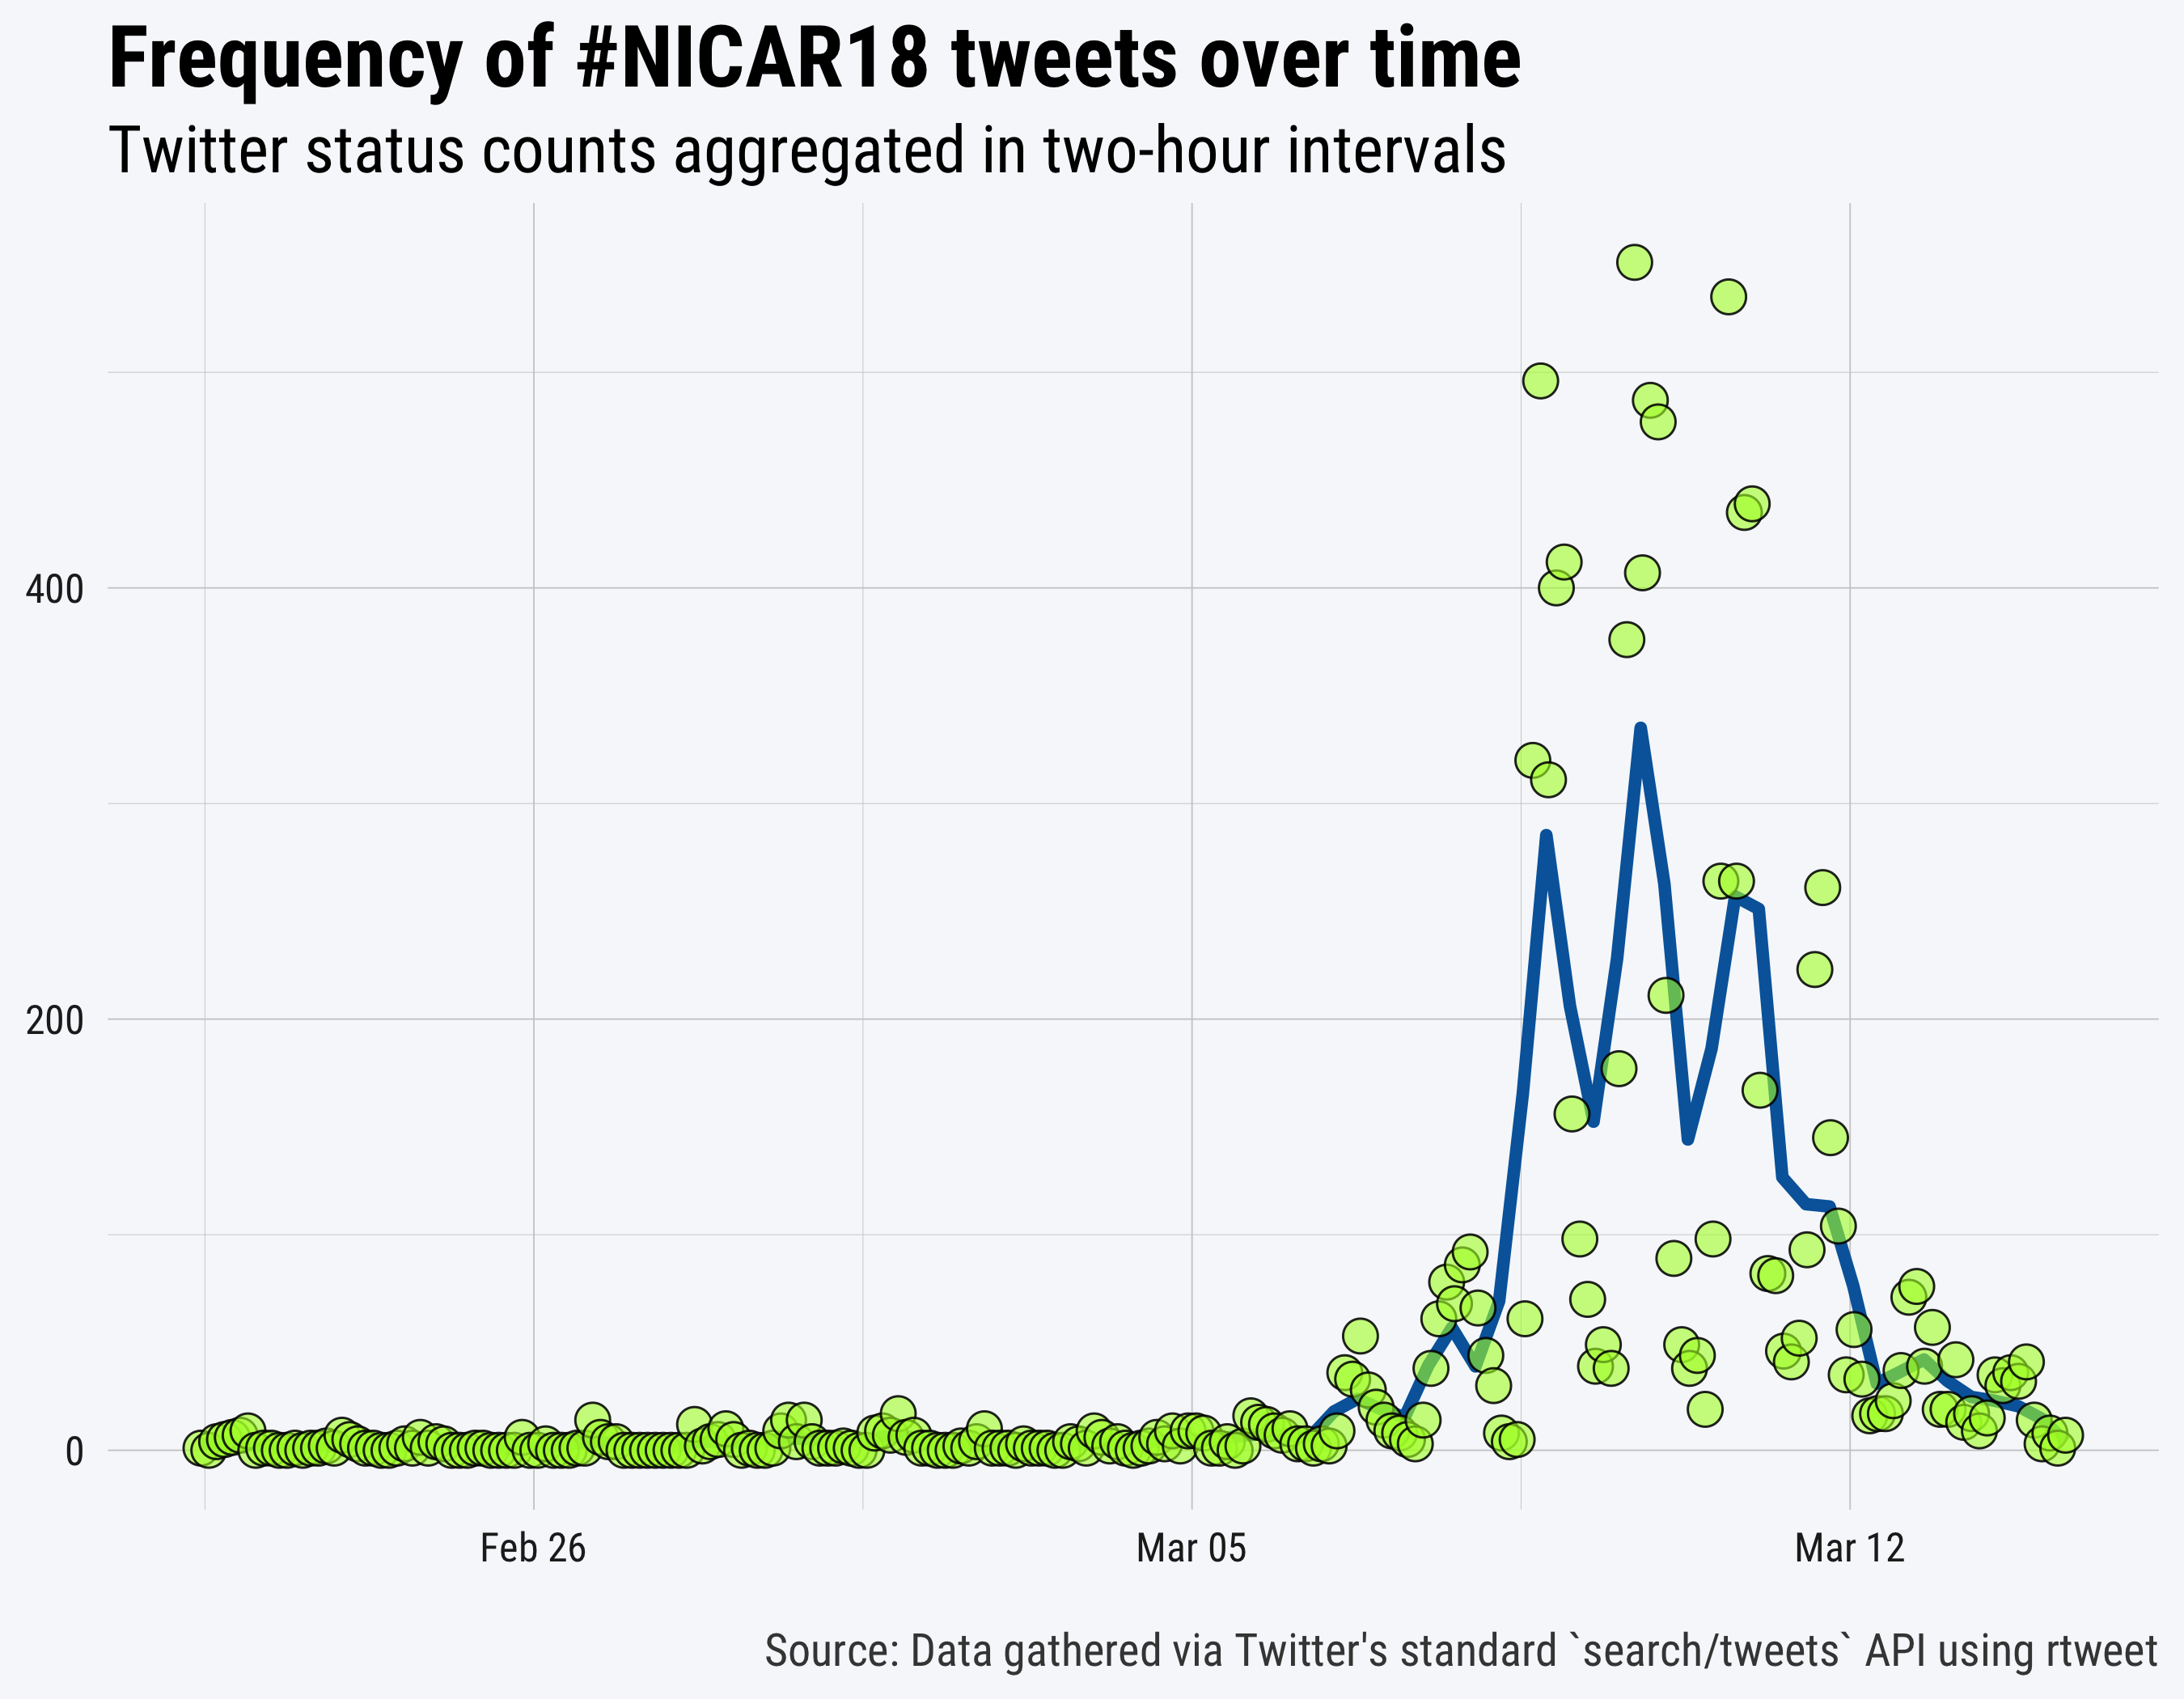 Frequency of #NICAR18 tweets over time
Twitter status counts aggregated in two-hour intervals
400
200
0
Feb 26 Mar 05 Mar 12
Source: Data gathered via Twitter's standard `search/tweets` API using rtweet